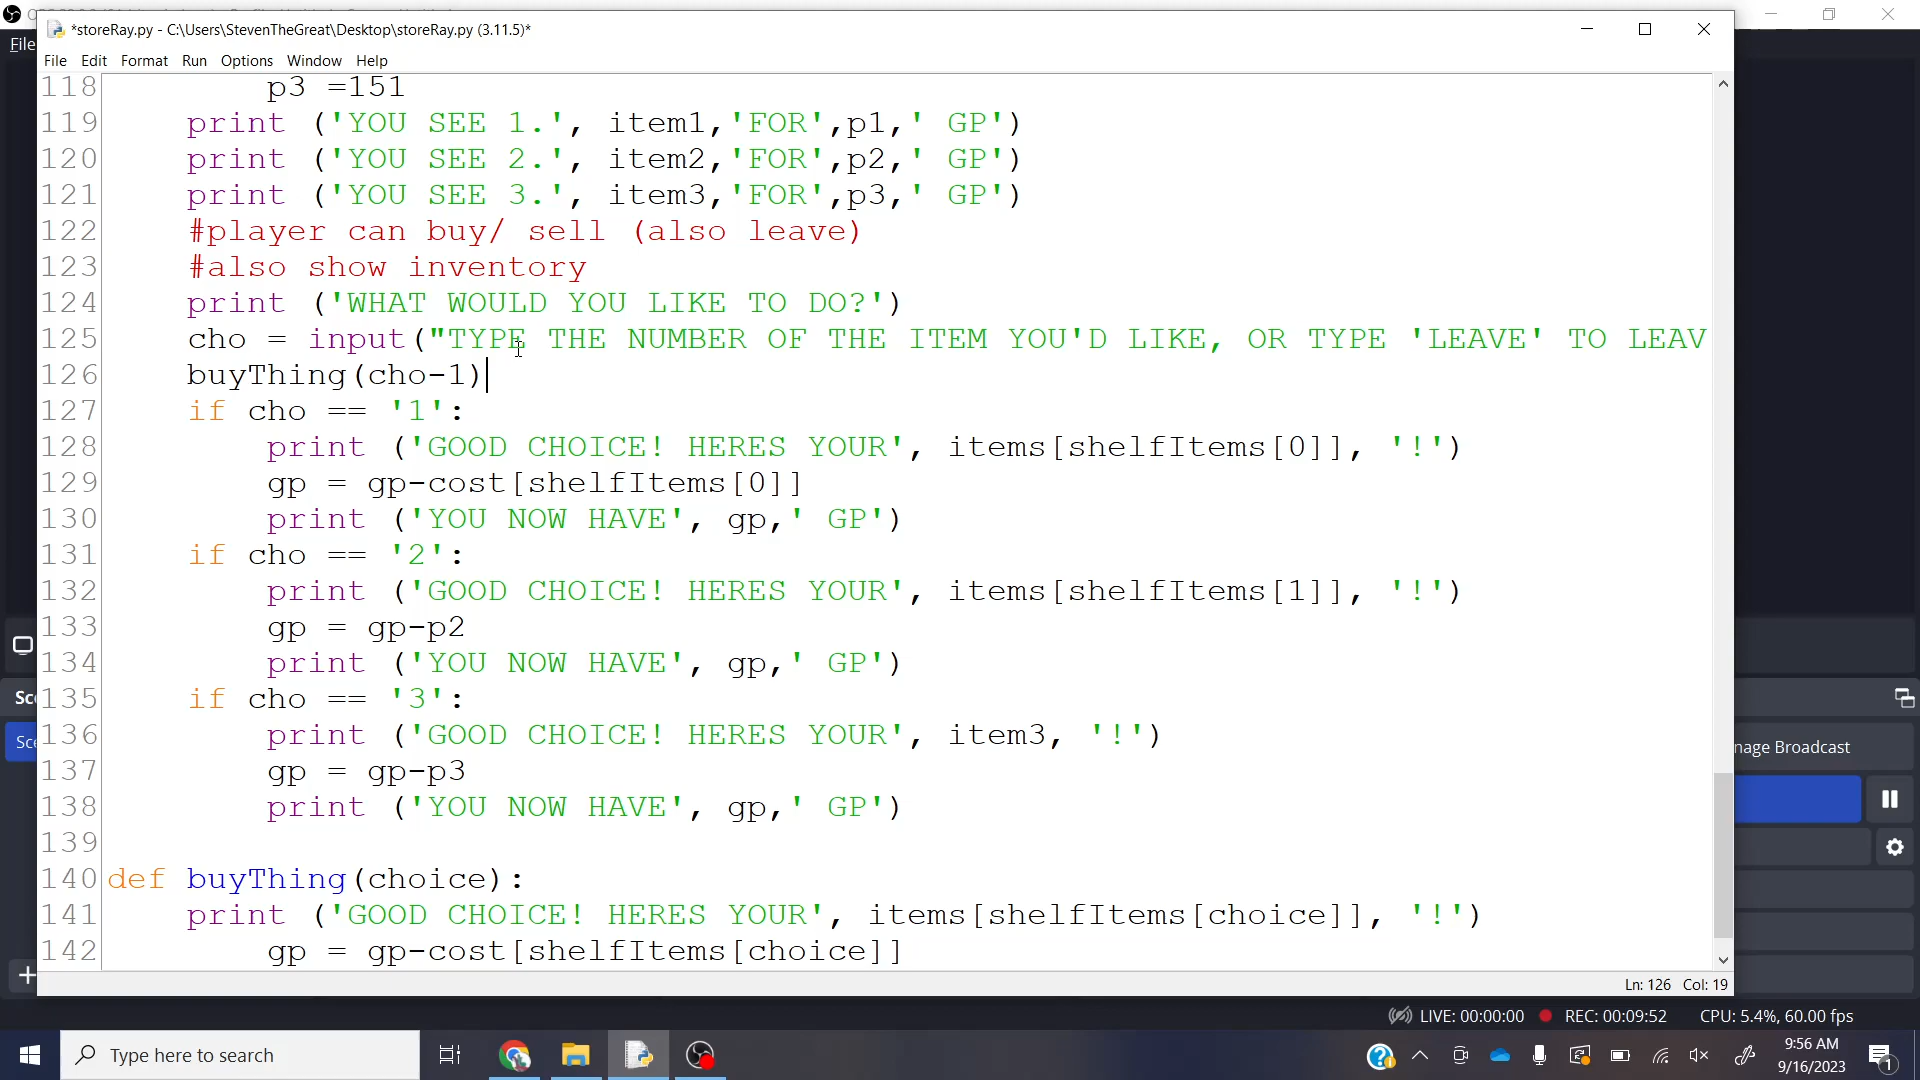 *storeRay.py - C:\Users\StevenTheGreat\Desktop\storeRay.py (3.11.5)*
File
File Edit Format Run Options Window Help
118 p3 =151
119 print ('YOU SEE 1.', item1,'FOR',p1,' GP')
120 print ('YOU SEE 2.', item2,'FOR',p2,' GP')
121 print ('YOU SEE 3.', item3,'FOR',p3,' GP')
122 #player can buy/ sell (also leave)
123 #also show inventory
124 print ('WHAT WOULD YOU LIKE TO DO?')
125 cho = input("TYPE THE NUMBER OF THE ITEM YOU'D LIKE, OR TYPE 'LEAVE' TO LEAV
126 buyThing(cho-1)
127 if cho == '1':
128 print ('GOOD CHOICE! HERES YOUR', items[shelfItems[0]], '!')
129 gp = gp-cost[shelfItems[0]]
130 print ('YOU NOW HAVE', gp,' GP')
131 if cho == '2':
132 print ('GOOD CHOICE! HERES YOUR', items[shelfItems[1]], '!')
133 gp = gp-p2
134 print ('YOU NOW HAVE', gp,' GP')
135 if cho == '3':
136 print ('GOOD CHOICE! HERES YOUR', item3, '!')
137 gp = gp-p3
138 print ('YOU NOW HAVE', gp,' GP')
139
140 def buyThing(choice):
141 print ('GOOD CHOICE! HERES YOUR', items[shelfItems[choice]], '!')
142 gp = gp-cost[shelfItems[choice]]
Sc
Sc
nage Broadcast
Ln: 126 Col: 19
LIVE: 00:00:00 REC: 00:09:52 CPU: 5.4%, 60.00 fps
Type here to search
9:56 AM
9/16/2023
1